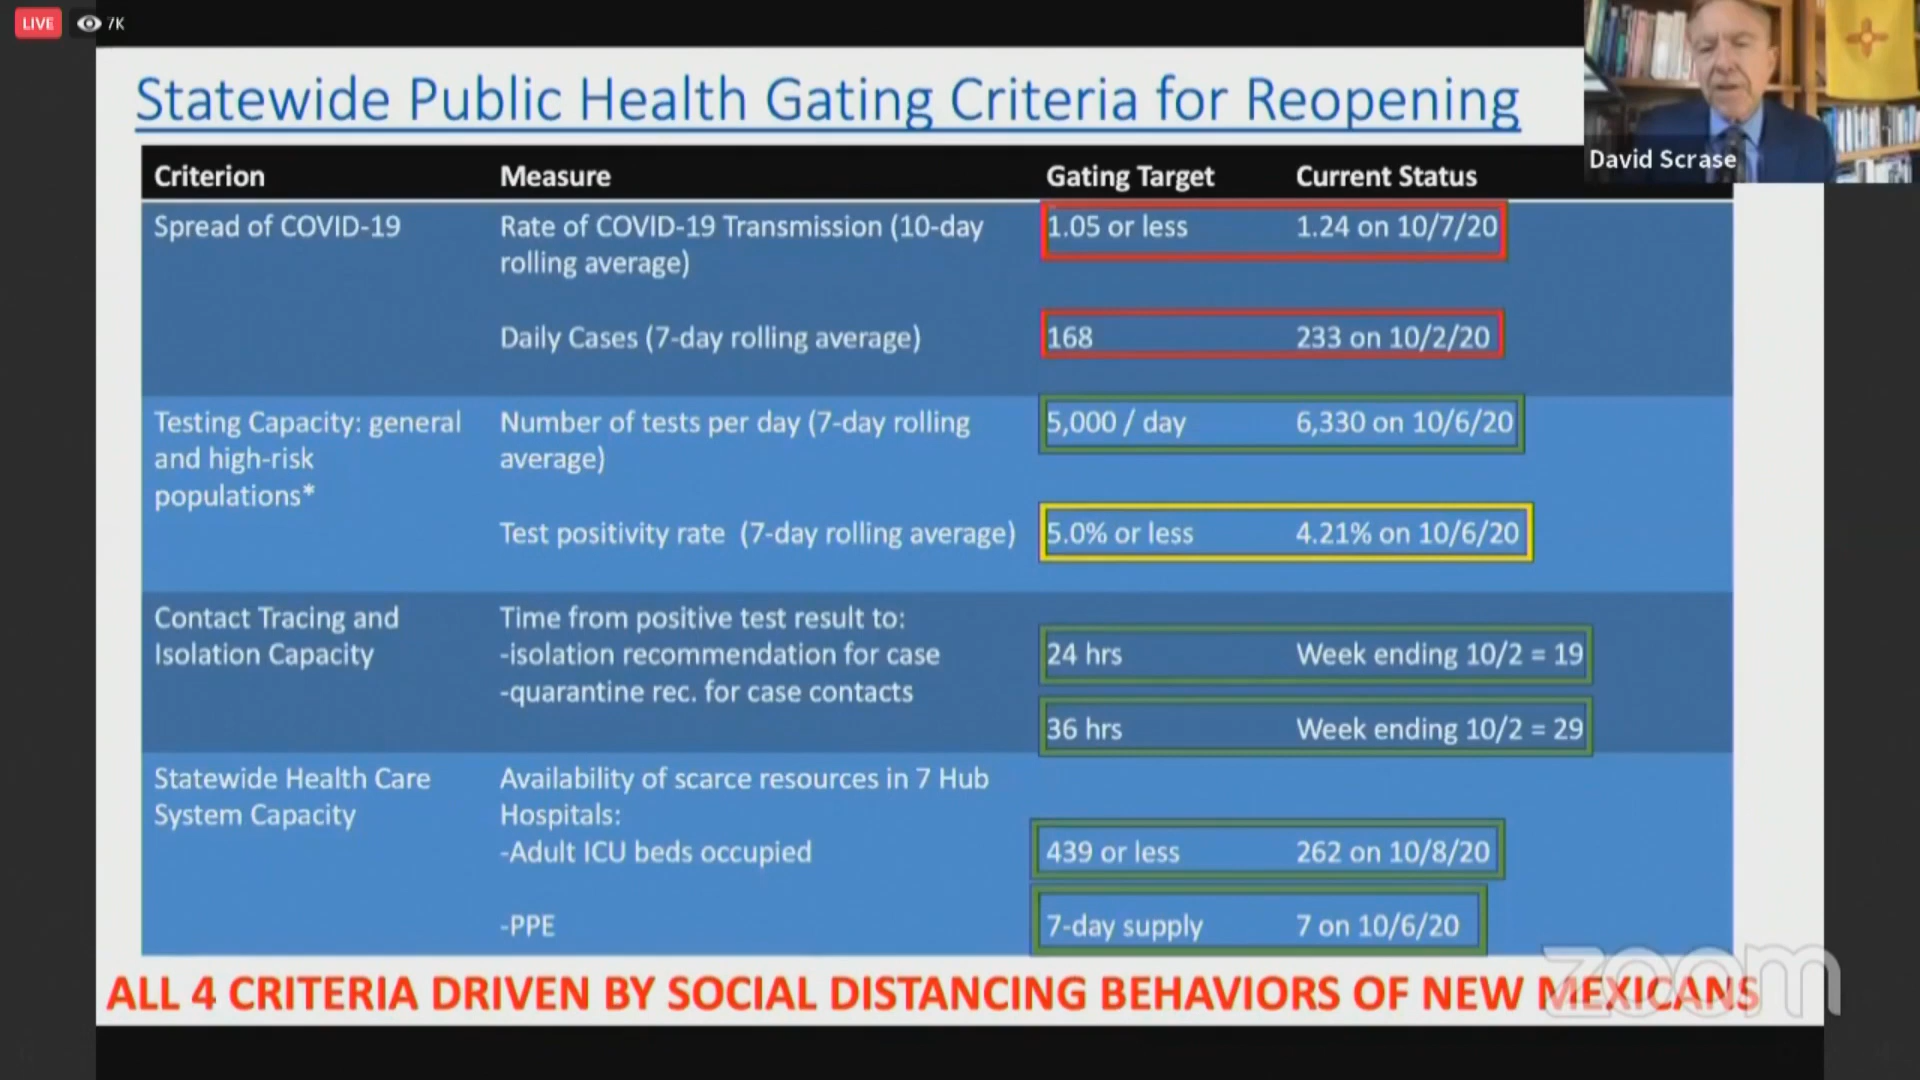 LIVE 7K
Statewide Public Health Gating Criteria for Reopening
David Scrase
Criterion Measure Gating Target Current Status
Spread of COVID-19 Rate of COVID-19 Transmission (10-day 1.05 or less 1.24 on 10/7/20
rolling average)
Daily Cases (7-day rolling average) 168 233 on 10/2/20
Testing Capacity: general Number of tests per day (7-day rolling 5,000 / day 6,330 on 10/6/20
and high-risk average)
populations*
Test positivity rate (7-day rolling average) 5.0% or less 4.21% on 10/6/20
Contact Tracing and Time from positive test result to:
Isolation Capacity -isolation recommendation for case 24 hrs Week ending 10/2 = 19
-quarantine rec. for case contacts
36 hrs Week ending 10/2 = 29
Statewide Health Care Availability of scarce resources in 7 Hub
System Capacity Hospitals:
-Adult ICU beds occupied 439 or less 262 on 10/8/20
-PPE 7-day supply 7 on 10/6/20
ALL 4 CRITERIA DRIVEN BY SOCIAL DISTANCING BEHAVIORS OF NEW MEXICANS
zoom